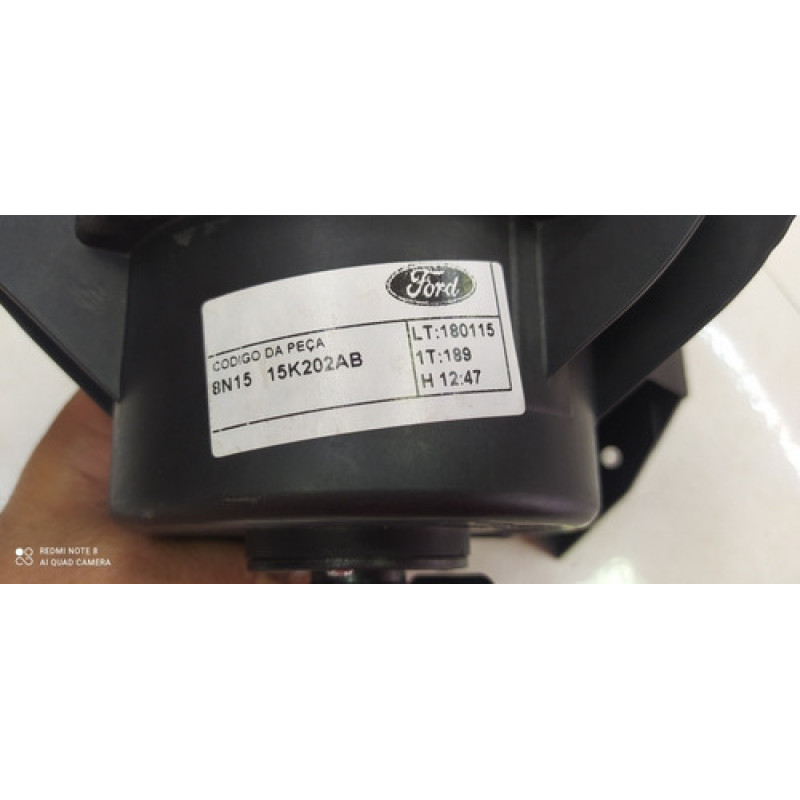 Ford
CODIGO DA PEÇA
8N15 15K202AB
LT:180115
1T:189
H 12:47
REDMI NOTE 8
AI QUAD CAMERA